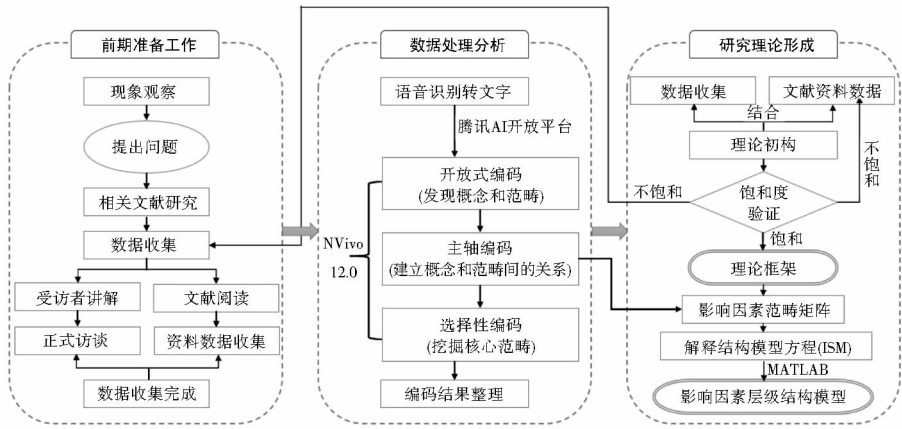 前期准备工作
现象观察
提出问题
相关文献研究
数据收集
受访者讲解
文献阅读
正式访谈
资料数据收集
数据收集完成
数据处理分析
语音识别转文字
腾讯AI开放平台
开放式编码
(发现概念和范畴)
NVivo
12.0
主轴编码
(建立概念和范畴间的关系)
选择性编码
(挖掘核心范畴)
编码结果整理
研究理论形成
数据收集
文献资料数据
结合
理论初构
不饱和
不饱和
饱和度
验证
饱和
理论框架
影响因素范畴矩阵
解释结构模型方程(ISM)
MATLAB
影响因素层级结构模型